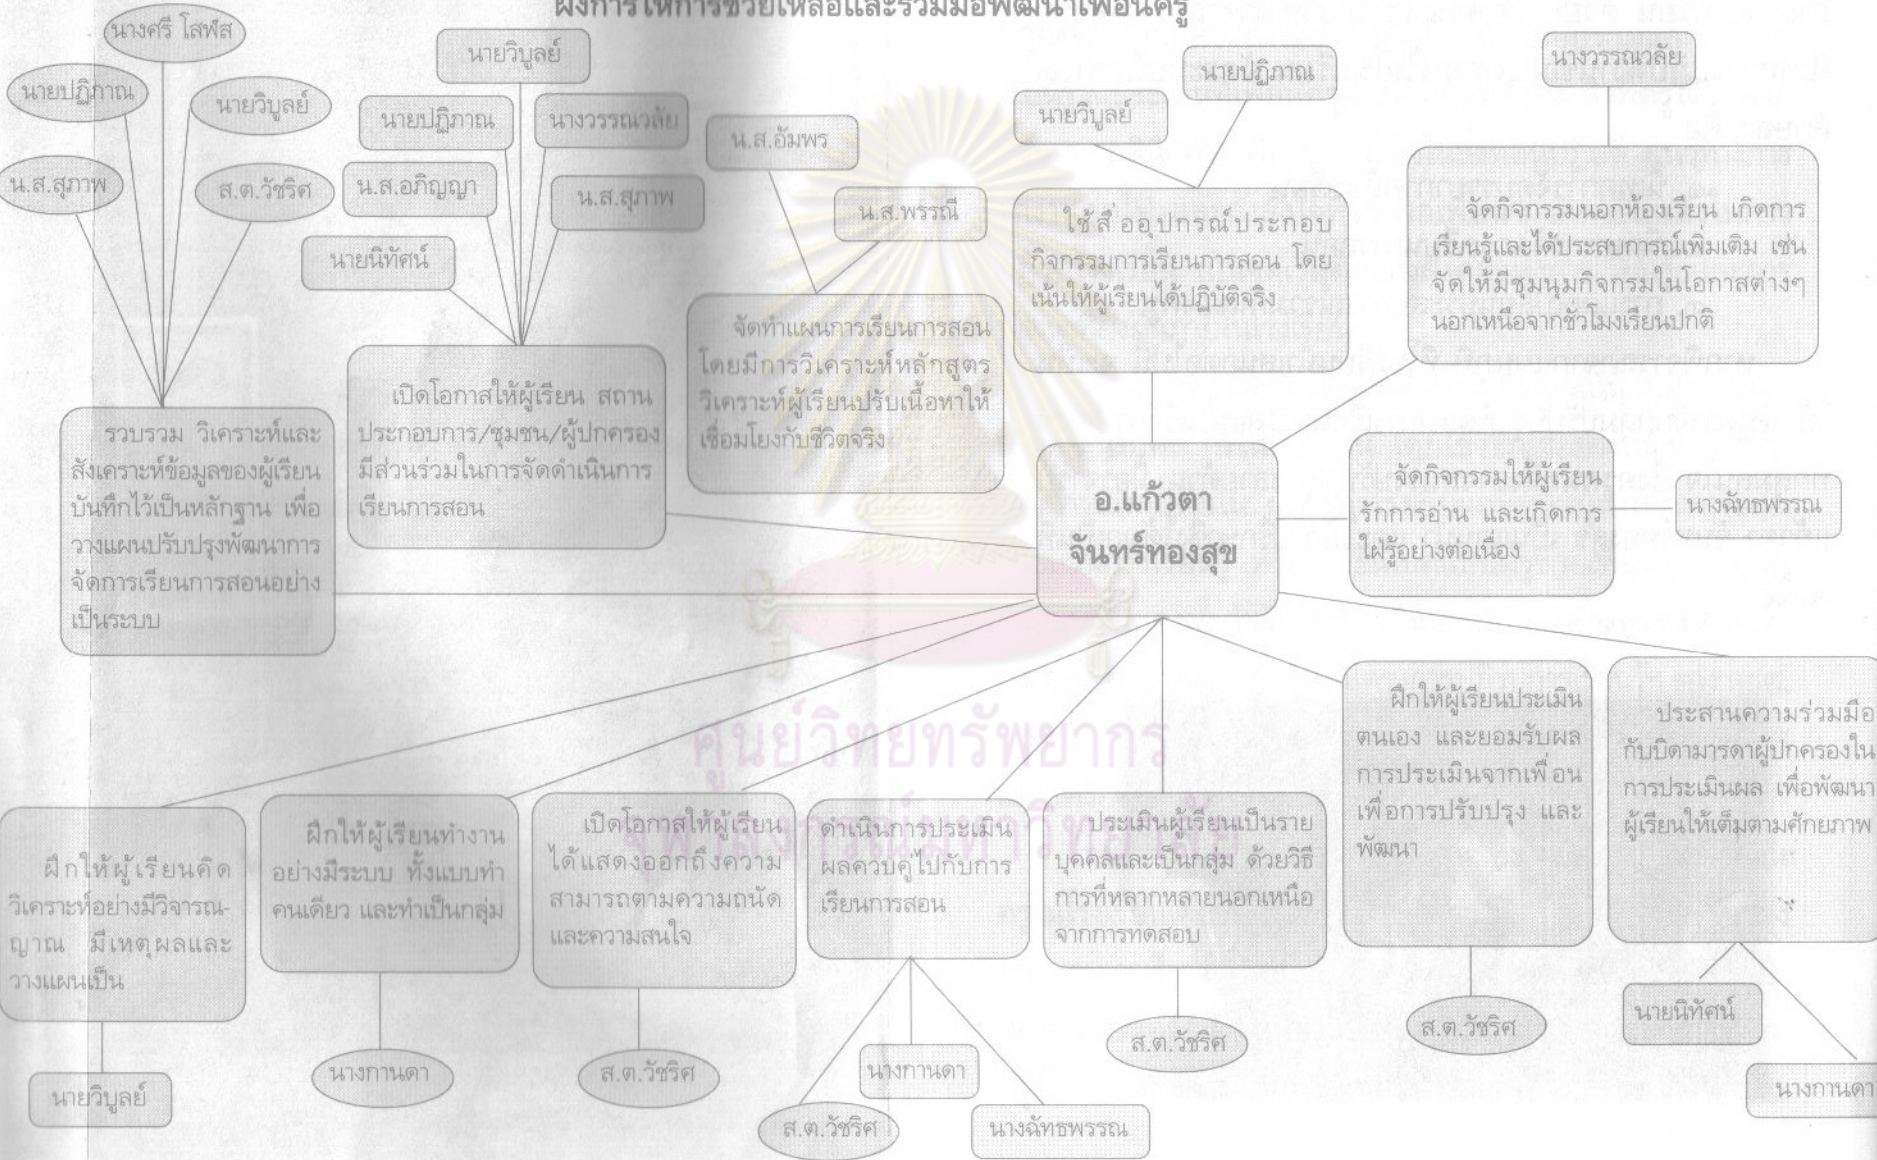 ผังการให้การช่วยเหลือและร่วมมือพัฒนาเพื่อนครู
นางศรี โสฬส
นายปฏิภาณ
นายวิบูลย์
น.ส.สุภาพ
ส.ต.วัชริศ
นายวิบูลย์
นายปฏิภาณ
นางวรรณวลัย
น.ส.อภิญญา
น.ส.สุภาพ
นายนิทัศน์
น.ส.อัมพร
น.ส.พรรณี
นายวิบูลย์
นายปฏิภาณ
นางวรรณวลัย
รวบรวม วิเคราะห์และ
สังเคราะห์ข้อมูลของผู้เรียน
บันทึกไว้เป็นหลักฐาน เพื่อ
วางแผนปรับปรุงพัฒนาการ
จัดการเรียนการสอนอย่าง
เป็นระบบ
เปิดโอกาสให้ผู้เรียน สถาน
ประกอบการ/ชุมชน/ผู้ปกครอง
มีส่วนร่วมในการจัดดำเนินการ
เรียนการสอน
จัดทำแผนการเรียนการสอน
โดยมีการวิเคราะห์หลักสูตร
วิเคราะห์ผู้เรียนปรับเนื้อหาให้
เชื่อมโยงกับชีวิตจริง
ใช้สื่ออุปกรณ์ประกอบ
กิจกรรมการเรียนการสอน โดย
เน้นให้ผู้เรียนได้ปฏิบัติจริง
จัดกิจกรรมนอกห้องเรียน เกิดการ
เรียนรู้และได้ประสบการณ์เพิ่มเติม เช่น
จัดให้มีชุมนุมกิจกรมในโอกาสต่างๆ
นอกเหนือจากชั่วโมงเรียนปกติ
อ.แก้วตา
จันทร์ทองสุข
จัดกิจกรรมให้ผู้เรียน
รักการอ่าน และเกิดการ
ใฝ่รู้อย่างต่อเนื่อง
นางฉัทธพรรณ
ศูนย์วิทยทรัพยากร
จุฬาลงกรณ์มหาวิทยาลัย
ฝึกให้ผู้เรียนคิด
วิเคราะห์อย่างมีวิจารณ-
ญาณ มีเหตุผลและ
วางแผนเป็น
ฝึกให้ผู้เรียนทำงาน
อย่างมีระบบ ทั้งแบบทำ
คนเดียว และทำเป็นกลุ่ม
เปิดโอกาสให้ผู้เรียน
ได้แสดงออกถึงความ
สามารถตามความถนัด
และความสนใจ
ดำเนินการประเมิน
ผลควบคู่ไปกับการ
เรียนการสอน
ประเมินผู้เรียนเป็นราย
บุคคลและเป็นกลุ่ม ด้วยวิธี
การที่หลากหลายนอกเหนือ
จากการทดสอบ
ฝึกให้ผู้เรียนประเมิน
ตนเอง และยอมรับผล
การประเมินจากเพื่อน
เพื่อการปรับปรุง และ
พัฒนา
ประสานความร่วมมือ
กับบิดามารดาผู้ปกครองใน
การประเมินผล เพื่อพัฒนา
ผู้เรียนให้เต็มตามศักยภาพ
นายวิบูลย์
นางกานดา
ส.ต.วัชริศ
ส.ต.วัชริศ
นางกานดา
นางฉัทธพรรณ
ส.ต.วัชริศ
ส.ต.วัชริศ
นายนิทัศน์
นางกานดา